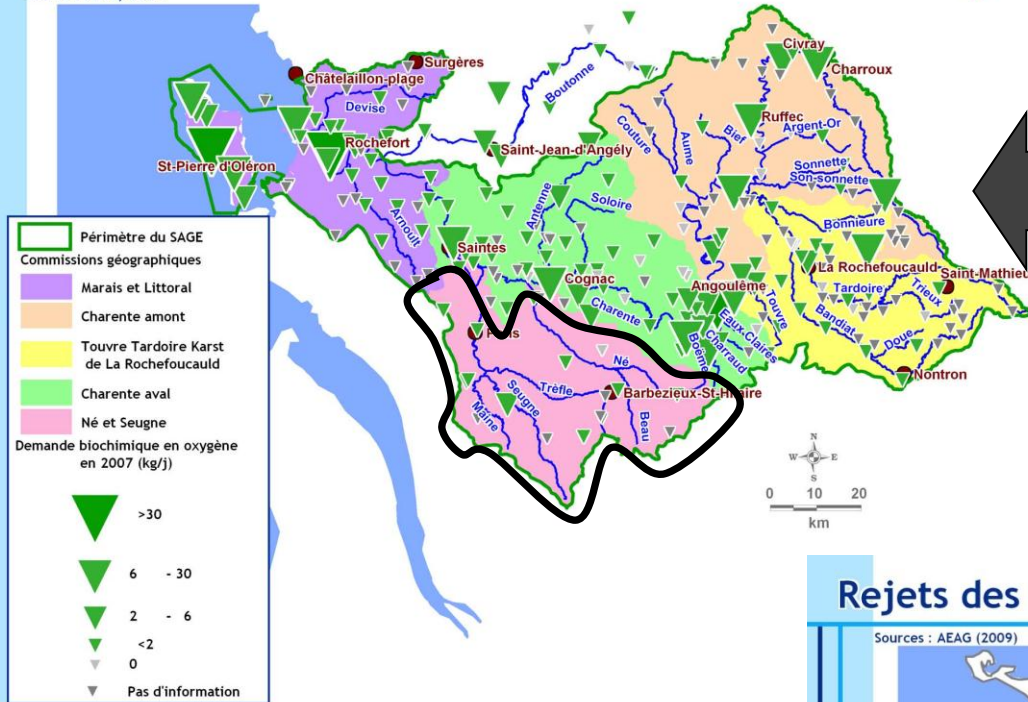 Civray
Surgères
Charroux
Châtelaillon-plage
Devise
Boutonne
Ruffec
Couture
Aume
Bief
Argent-Or
Rochefort
Saint-Jean-d'Angély
St-Pierre d'Oléron
Sonnette
Son-sonnette
Antenne
Soloire
Arnoult
Bonnieure
Saintes
La Rochefoucauld
Saint-Mathieu
Cognac
Angoulême
Tardoire
Trieux
Charente
Touvre
Eaux-Claires
Bandiat
Doue
Charraud
Boëme
Né
Nontron
Trèfle
Barbezieux-St-Hilaire
Seugne
Maine
Beau
Périmètre du SAGE
Commissions géographiques
Marais et Littoral
Charente amont
Touvre Tardoire Karst
de La Rochefoucauld
Charente aval
Né et Seugne
Demande biochimique en oxygène
en 2007 (kg/j)
>30
6 - 30
2 - 6
<2
0
Pas d'information
N
W E
S
0 10 20
km
Rejets des
Sources : AEAG (2009)